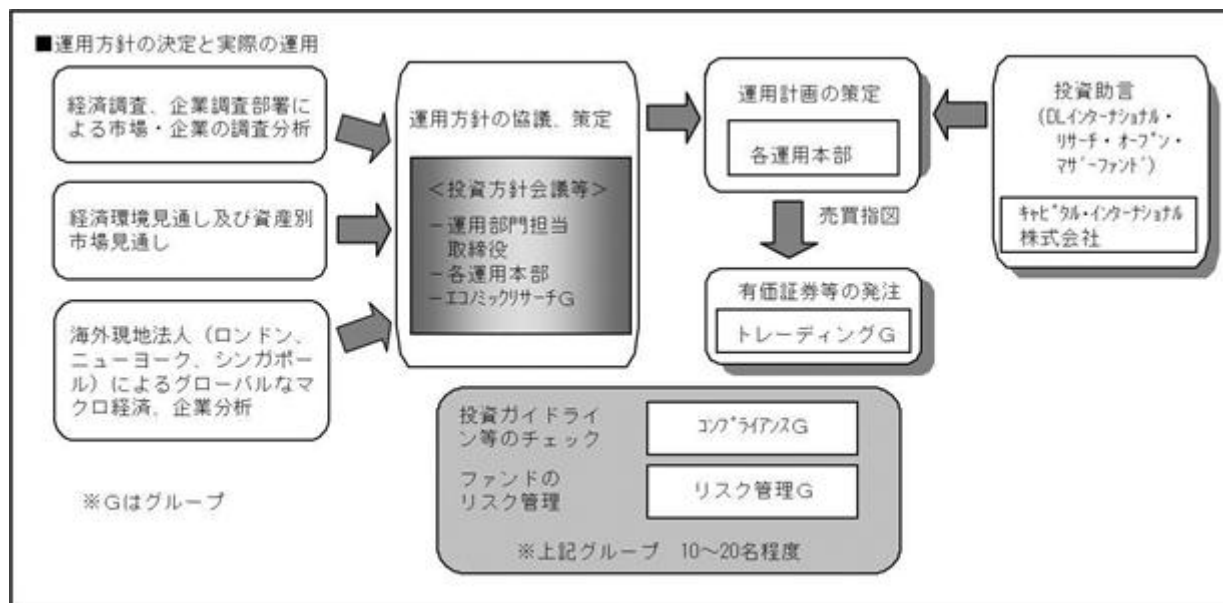 ■運用方針の決定と実際の運用
経済調査、企業調査部署に
よる市場・企業の調査分析
経済環境見通し及び資産別
市場見通し
海外現地法人（ロンドン、
ニューヨーク、シンガポー
ル）によるグローバルなマ
クロ経済、企業分析
※Ｇはグループ
運用方針の協議、策定
＜投資方針会議等＞
－運用部門担当
取締役
－各運用本部
－ｴｺﾉﾐｯｸﾘｻｰﾁＧ
運用計画の策定
各運用本部
売買指図
有価証券等の発注
トレーディングＧ
投資助言
（DLｲﾝﾀｰﾅｼｮﾅﾙ・
ﾘｻｰﾁ・ｵｰﾌﾟﾝ・
ﾏｻﾞｰﾌｧﾝﾄﾞ）
ｷｬﾋﾟﾀﾙ・ｲﾝﾀｰﾅｼｮﾅﾙ
株式会社
投資ガイドライ
ン等のチェック
ｺﾝﾌﾟﾗｲｱﾝｽＧ
ファンドの
リスク管理
リスク管理Ｇ
※上記グループ　10～20名程度